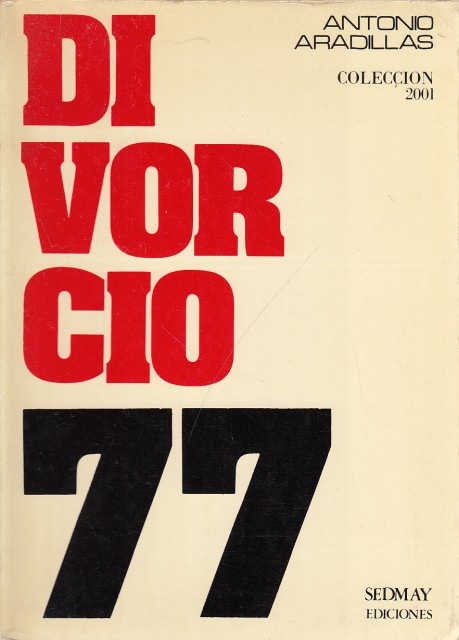 ANTONIO
ARADILLAS
COLECCION
2001
DI
VOR
CIO
77
SEDMAY
EDICIONES